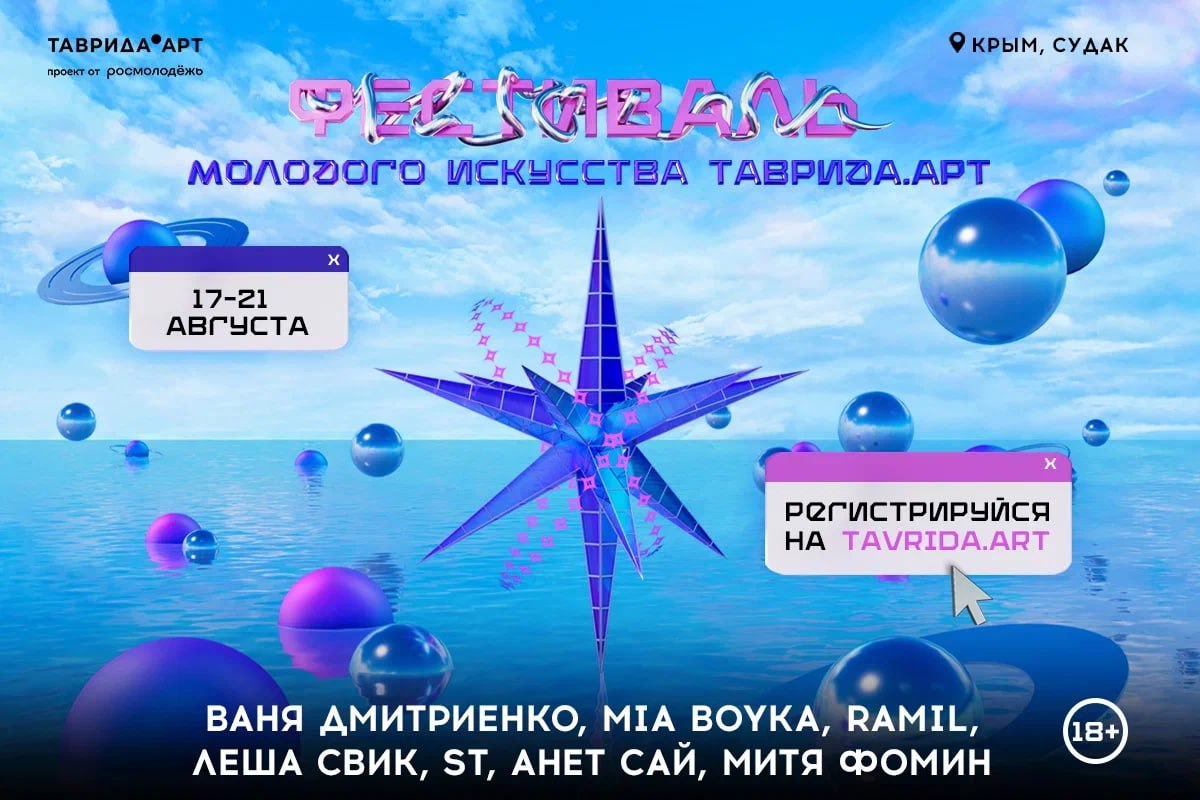 ТАВРИДА•АРТ
проект от росмолодёжь
КРЫМ, СУДАК
ФЕСТИВАЛЬ
МОЛОДОГО ИСКУССТВА ТАВРИДА.АРТ
X
17–21
АВГУСТА
X
РЕГИСТРИРУЙСЯ
НА TAVRIDA.ART
ВАНЯ ДМИТРИЕНКО, MIA BOYKA, RAMIL,
ЛЕША СВИК, ST, АНЕТ САЙ, МИТЯ ФОМИН
18+